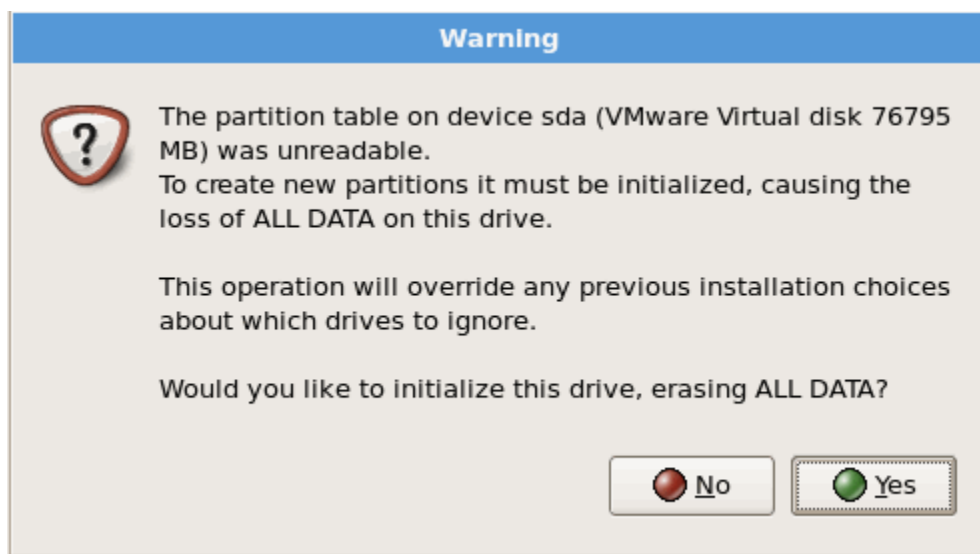 Warning
The partition table on device sda (VMware Virtual disk 76795
MB) was unreadable.
To create new partitions it must be initialized, causing the
loss of ALL DATA on this drive.
This operation will override any previous installation choices
about which drives to ignore.
Would you like to initialize this drive, erasing ALL DATA?
No Yes